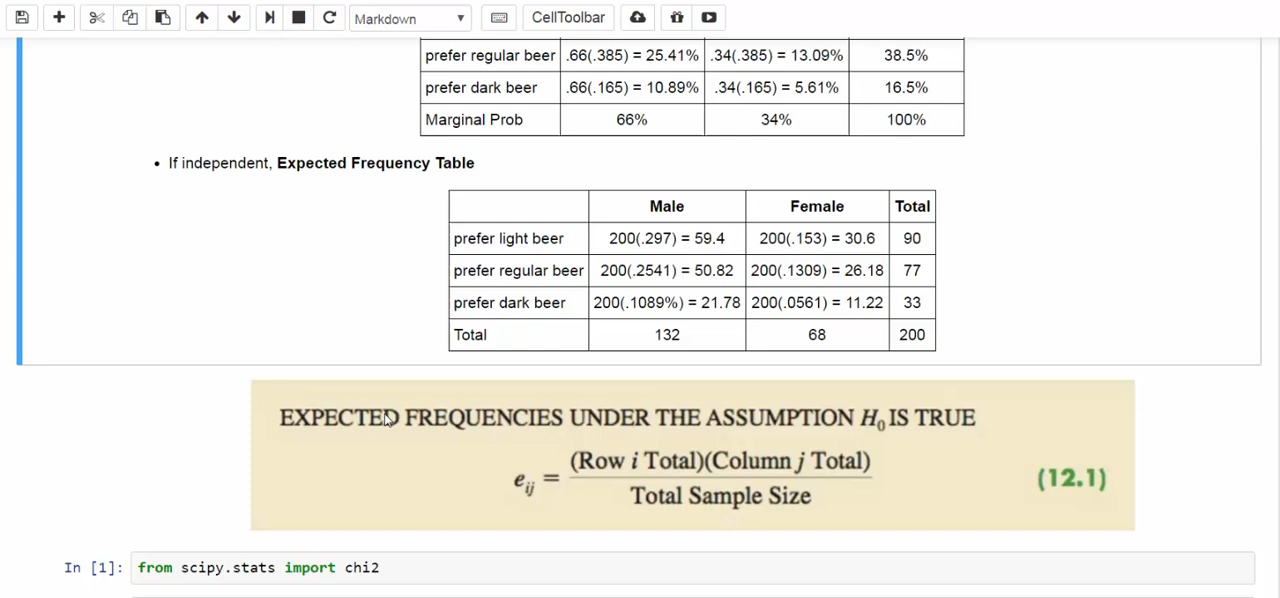 Markdown
CellToolbar
prefer regular beer .66(.385) = 25.41% .34(.385) = 13.09% 38.5%
prefer dark beer .66(.165) = 10.89% .34(.165) = 5.61% 16.5%
Marginal Prob 66% 34% 100%
• If independent, Expected Frequency Table
Male Female Total
prefer light beer 200(.297) = 59.4 200(.153) = 30.6 90
prefer regular beer 200(.2541) = 50.82 200(.1309) = 26.18 77
prefer dark beer 200(.1089%) = 21.78 200(.0561) = 11.22 33
Total 132 68 200
EXPECTED FREQUENCIES UNDER THE ASSUMPTION H0 IS TRUE
eij = (Row i Total)(Column j Total)
Total Sample Size
(12.1)
In [1]: from scipy.stats import chi2